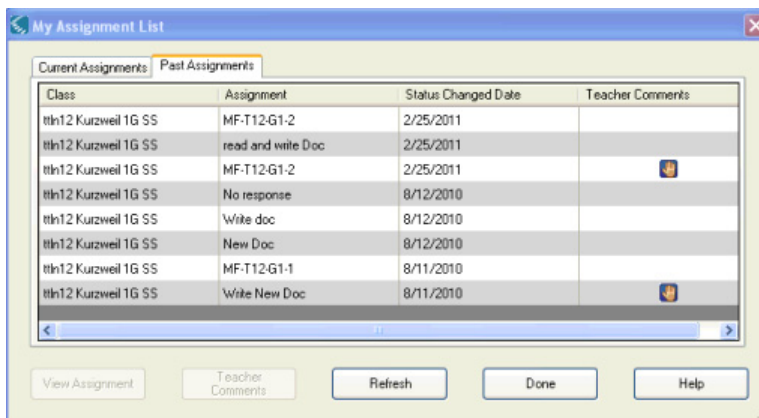 My Assignment List
Current Assignments Past Assignments
Class Assignment Status Changed Date Teacher Comments
ttln12 Kurzweil 1G SS MF-T12-G1-2 2/25/2011
ttln12 Kurzweil 1G SS read and write Doc 2/25/2011
ttln12 Kurzweil 1G SS MF-T12-G1-2 2/25/2011
ttln12 Kurzweil 1G SS No response 8/12/2010
ttln12 Kurzweil 1G SS Write doc 8/12/2010
ttln12 Kurzweil 1G SS New Doc 8/12/2010
ttln12 Kurzweil 1G SS MF-T12-G1-1 8/11/2010
ttln12 Kurzweil 1G SS Write New Doc 8/11/2010
View Assignment Teacher Comments Refresh Done Help